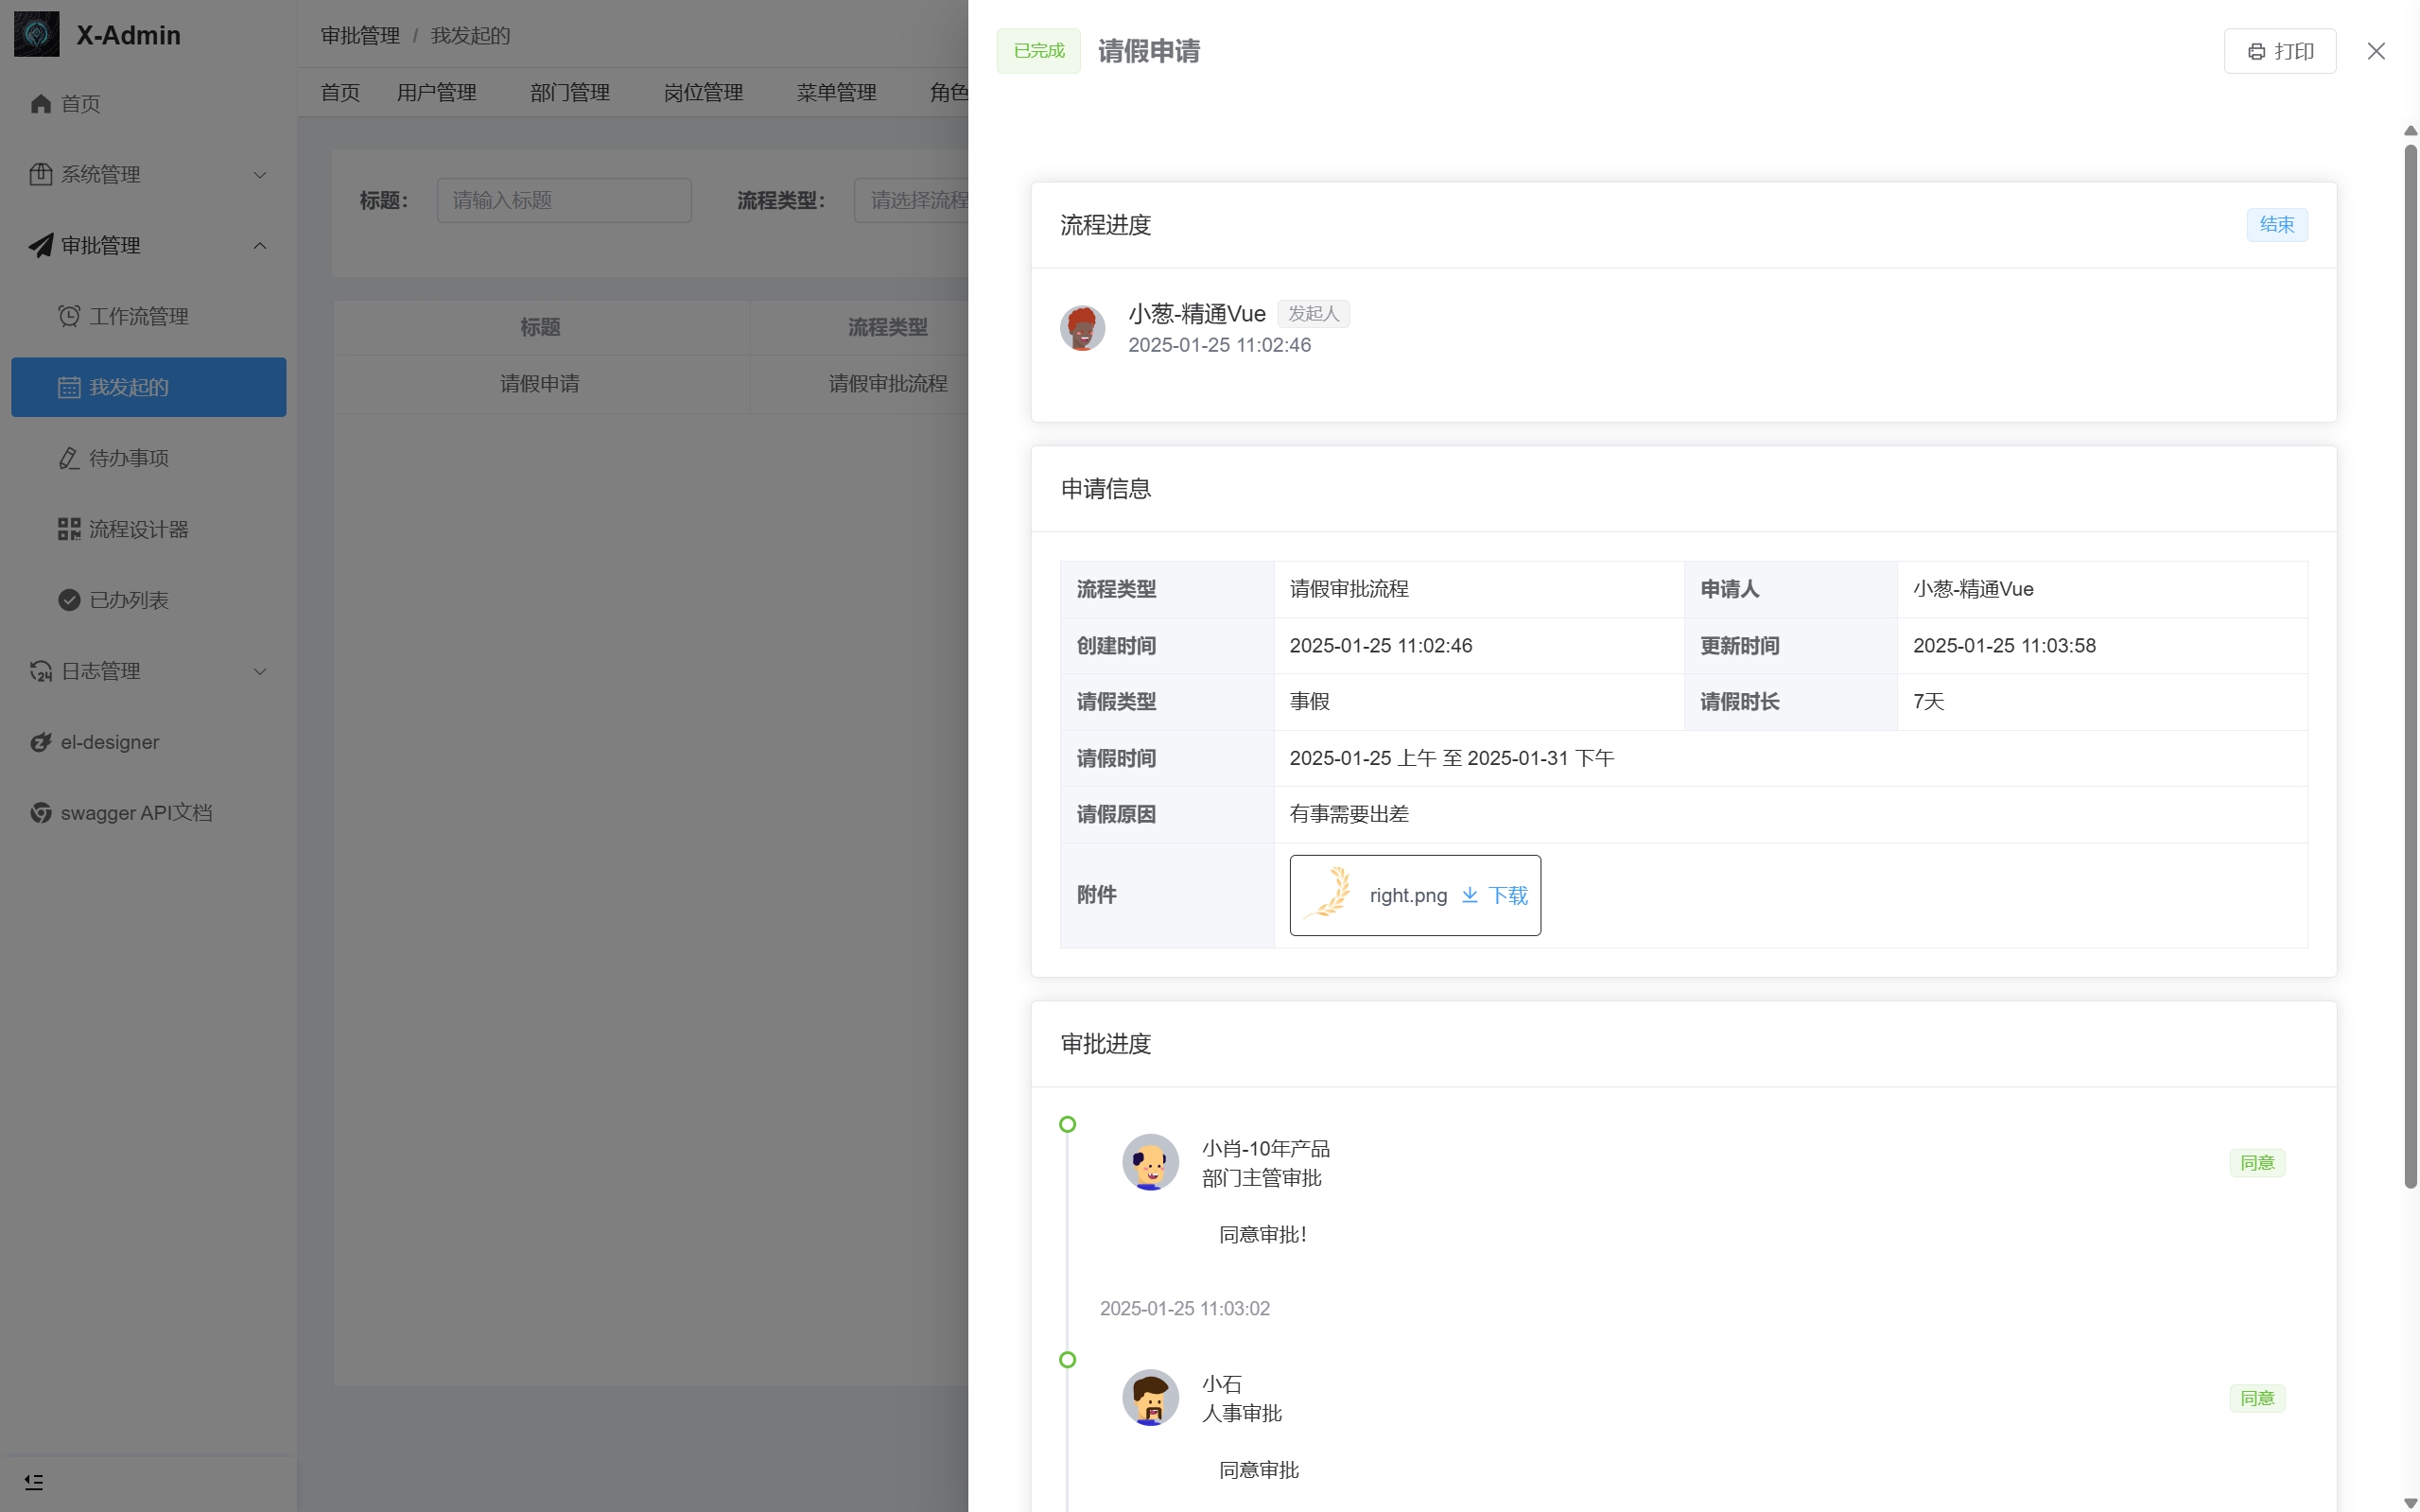 X-Admin
首页
系统管理
审批管理
工作流管理
我发起的
待办事项
流程设计器
已办列表
日志管理
el-designer
swagger API文档
审批管理 / 我发起的
首页 用户管理 部门管理 岗位管理 菜单管理 角色
标题: 请输入标题 流程类型: 请选择流程
标题 流程类型
请假申请 请假审批流程
已完成 请假申请 打印
流程进度 结束
小葱-精通Vue 发起人
2025-01-25 11:02:46
申请信息
流程类型 请假审批流程 申请人 小葱-精通Vue
创建时间 2025-01-25 11:02:46 更新时间 2025-01-25 11:03:58
请假类型 事假 请假时长 7天
请假时间 2025-01-25 上午 至 2025-01-31 下午
请假原因 有事需要出差
附件 right.png 下载
审批进度
小肖-10年产品
部门主管审批
同意
同意审批!
2025-01-25 11:03:02
小石
人事审批
同意
同意审批